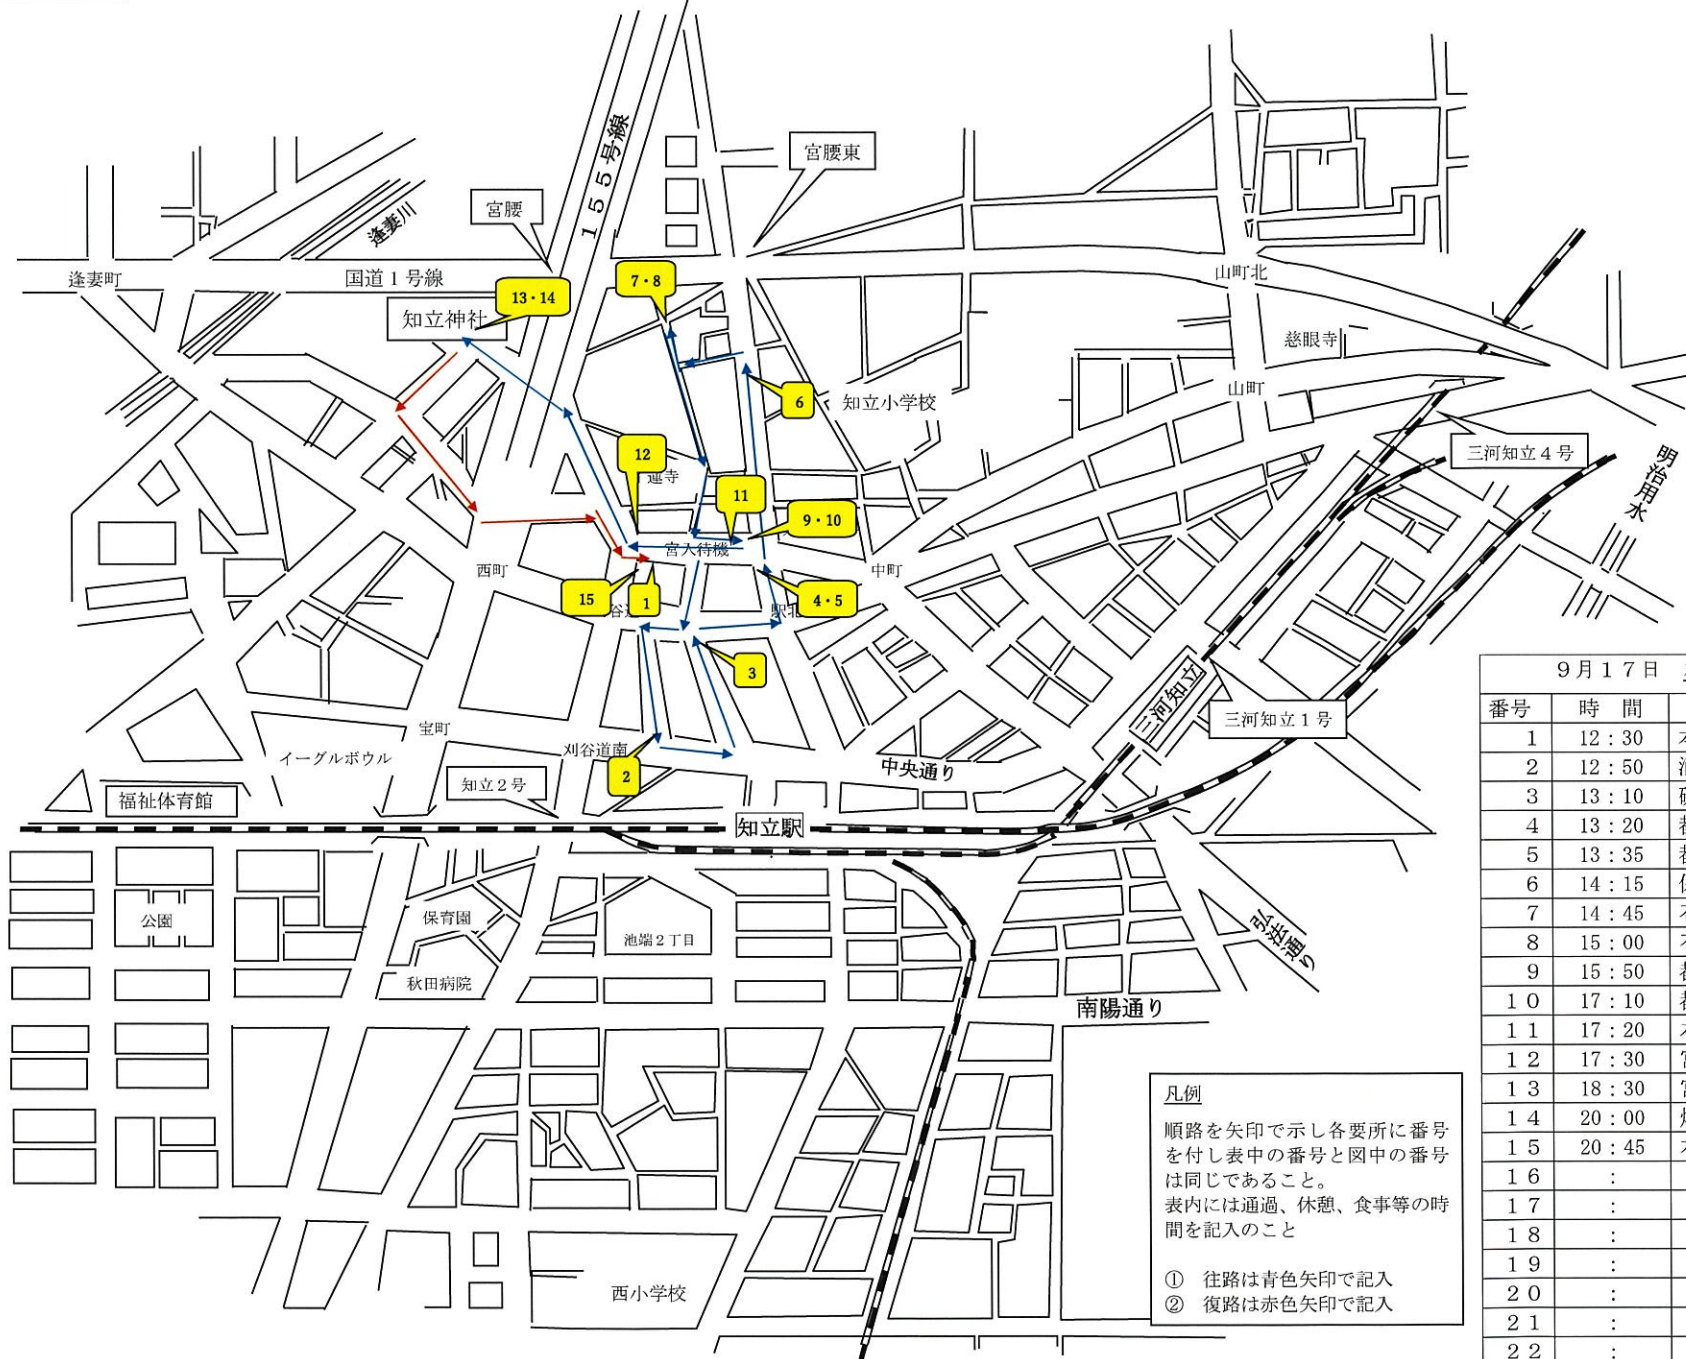 155号線
宮腰東
宮腰
逢妻川
逢妻町
国道1号線
7・8
13・14
知立神社
山町北
慈眼寺
山町
6
知立小学校
三河知立4号
明治用水
12
蓮寺
11
9・10
宮入待機
西町
中町
15
1
4・5
駅北
3
三河知立
三河知立1号
宝町
イーグルボウル
刈谷道南
2
中央通り
知立2号
福祉体育館
知立駅
公園
保育園
池端2丁目
秋田病院
弘法通り
南陽通り
西小学校
凡例
順路を矢印で示し各要所に番号
を付し表中の番号と図中の番号
は同じであること。
表内には通過、休憩、食事等の時
間を記入のこと
① 往路は青色矢印で記入
② 復路は赤色矢印で記入
9月17日
番号 時 間
1 12:30
2 12:50
3 13:10
4 13:20
5 13:35
6 14:15
7 14:45
8 15:00
9 15:50
10 17:10
11 17:20
12 17:30
13 18:30
14 20:00
15 20:45
16 :
17 :
18 :
19 :
20 :
21 :
22 :